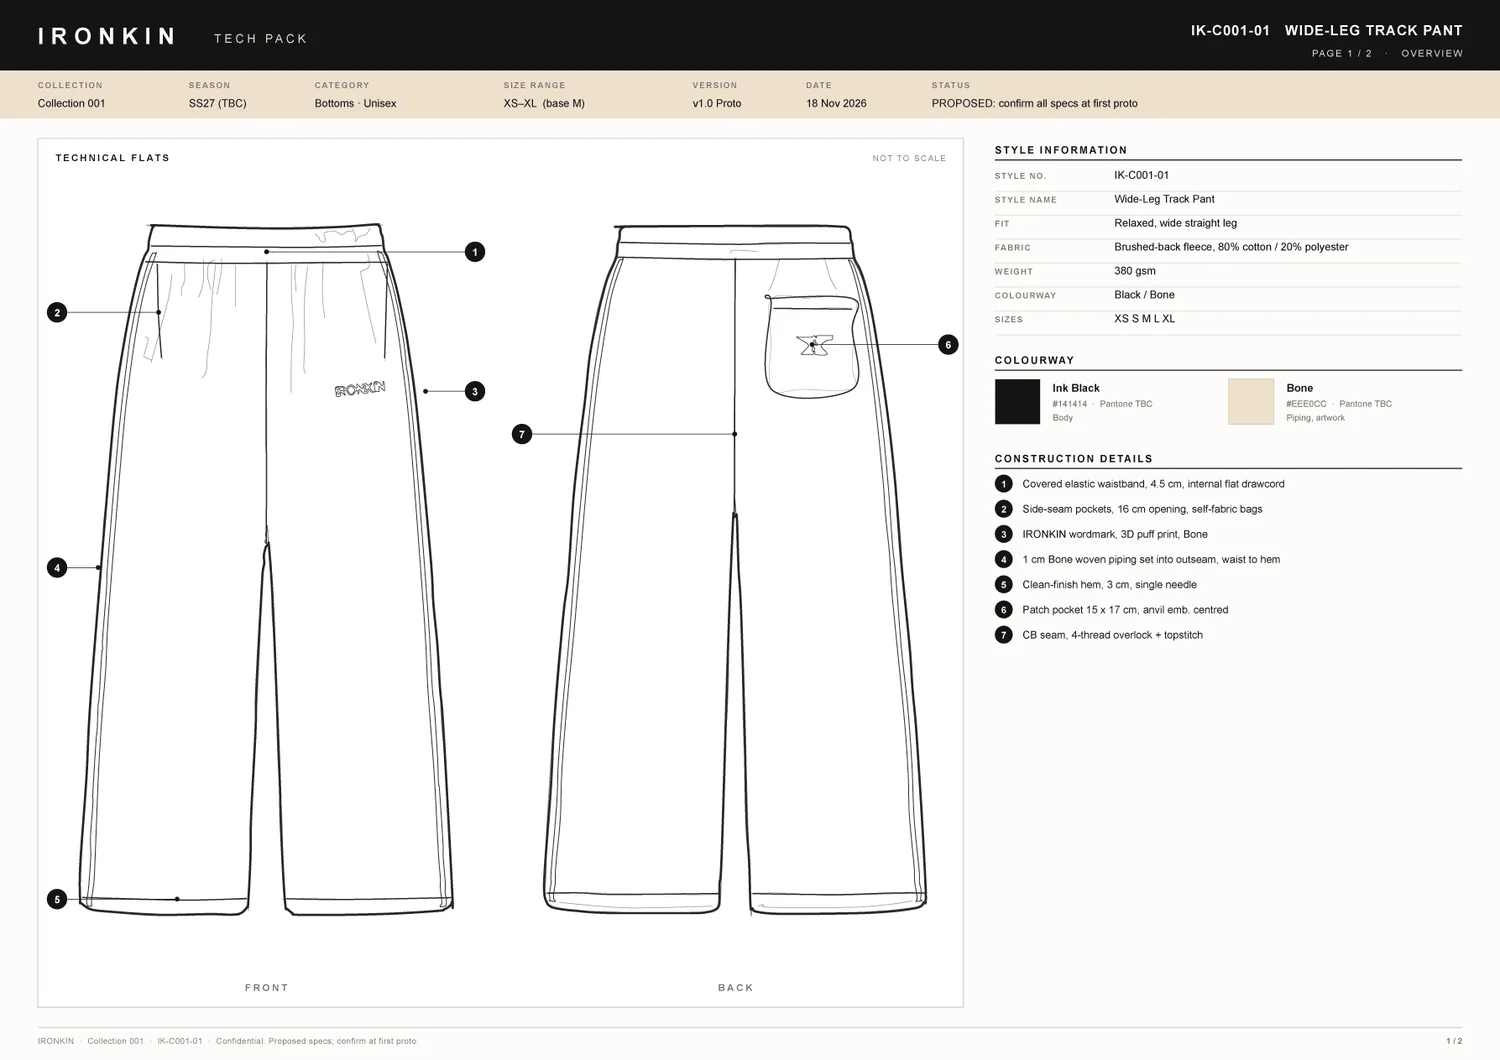 IRONKIN TECH PACK
IK-C001-01 WIDE-LEG TRACK PANT
PAGE 1 / 2 · OVERVIEW
COLLECTION SEASON CATEGORY SIZE RANGE VERSION DATE STATUS
Collection 001 SS27 (TBC) Bottoms · Unisex XS–XL (base M) v1.0 Proto 18 Nov 2026 PROPOSED: confirm all specs at first proto
TECHNICAL FLATS NOT TO SCALE
1
2
IRONKIN
3
4
5
6
7
FRONT
BACK
STYLE INFORMATION
STYLE NO. IK-C001-01
STYLE NAME Wide-Leg Track Pant
FIT Relaxed, wide straight leg
FABRIC Brushed-back fleece, 80% cotton / 20% polyester
WEIGHT 380 gsm
COLOURWAY Black / Bone
SIZES XS S M L XL
COLOURWAY
Ink Black
#141414 · Pantone TBC
Body
Bone
#EEE0CC · Pantone TBC
Piping, artwork
CONSTRUCTION DETAILS
1 Covered elastic waistband, 4.5 cm, internal flat drawcord
2 Side-seam pockets, 16 cm opening, self-fabric bags
3 IRONKIN wordmark, 3D puff print, Bone
4 1 cm Bone woven piping set into outseam, waist to hem
5 Clean-finish hem, 3 cm, single needle
6 Patch pocket 15 x 17 cm, anvil emb. centred
7 CB seam, 4-thread overlock + topstitch
IRONKIN · Collection 001 · IK-C001-01 · Confidential. Proposed specs; confirm at first proto.
1 / 2